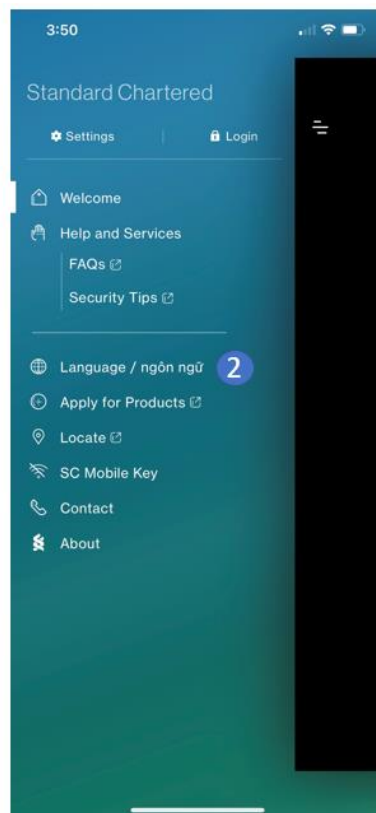 3:50
Standard Chartered
Settings
Login
Welcome
Help and Services
FAQs
Security Tips
Language / ngôn ngữ 2
Apply for Products
Locate
SC Mobile Key
Contact
About